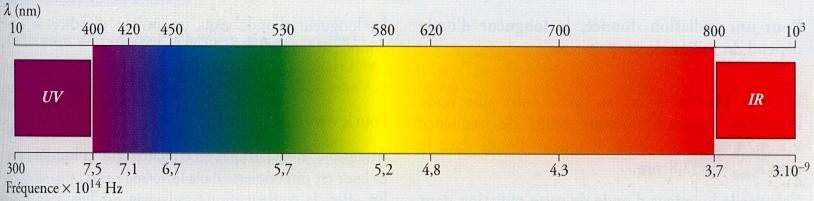 λ (nm)
10 400 420 450 530 580 620 700 800 10³
UV IR
300 7,5 7,1 6,7 5,7 5,2 4,8 4,3 3,7 3.10⁻⁹
Fréquence × 10¹⁴ Hz